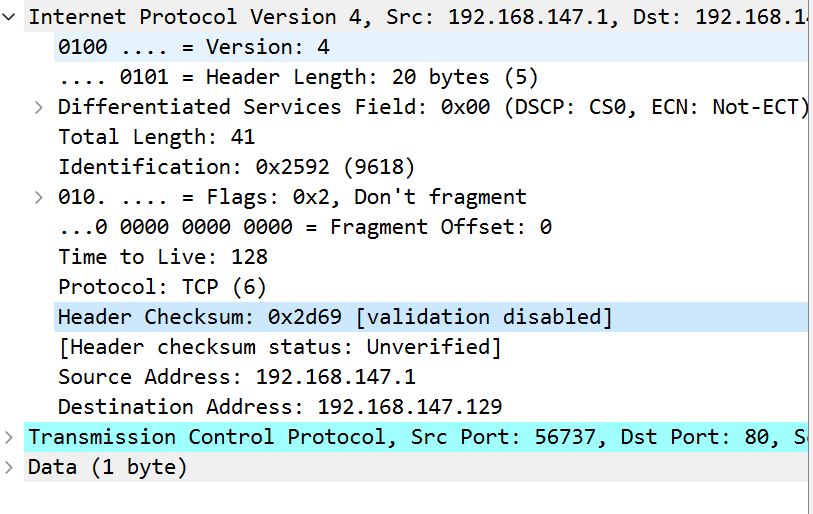 Internet Protocol Version 4, Src: 192.168.147.1, Dst: 192.168.1
0100 .... = Version: 4
.... 0101 = Header Length: 20 bytes (5)
Differentiated Services Field: 0x00 (DSCP: CS0, ECN: Not-ECT)
Total Length: 41
Identification: 0x2592 (9618)
010. .... = Flags: 0x2, Don't fragment
...0 0000 0000 0000 = Fragment Offset: 0
Time to Live: 128
Protocol: TCP (6)
Header Checksum: 0x2d69 [validation disabled]
[Header checksum status: Unverified]
Source Address: 192.168.147.1
Destination Address: 192.168.147.129
Transmission Control Protocol, Src Port: 56737, Dst Port: 80, S
Data (1 byte)